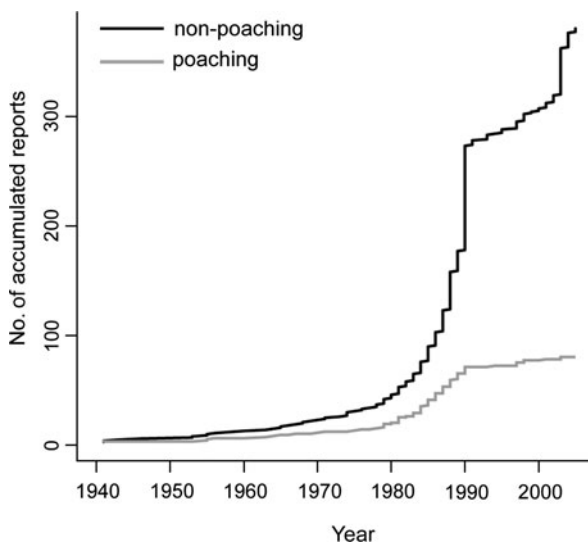 non-poaching
poaching
No. of accumulated reports
300
200
100
0
1940 1950 1960 1970 1980 1990 2000
Year